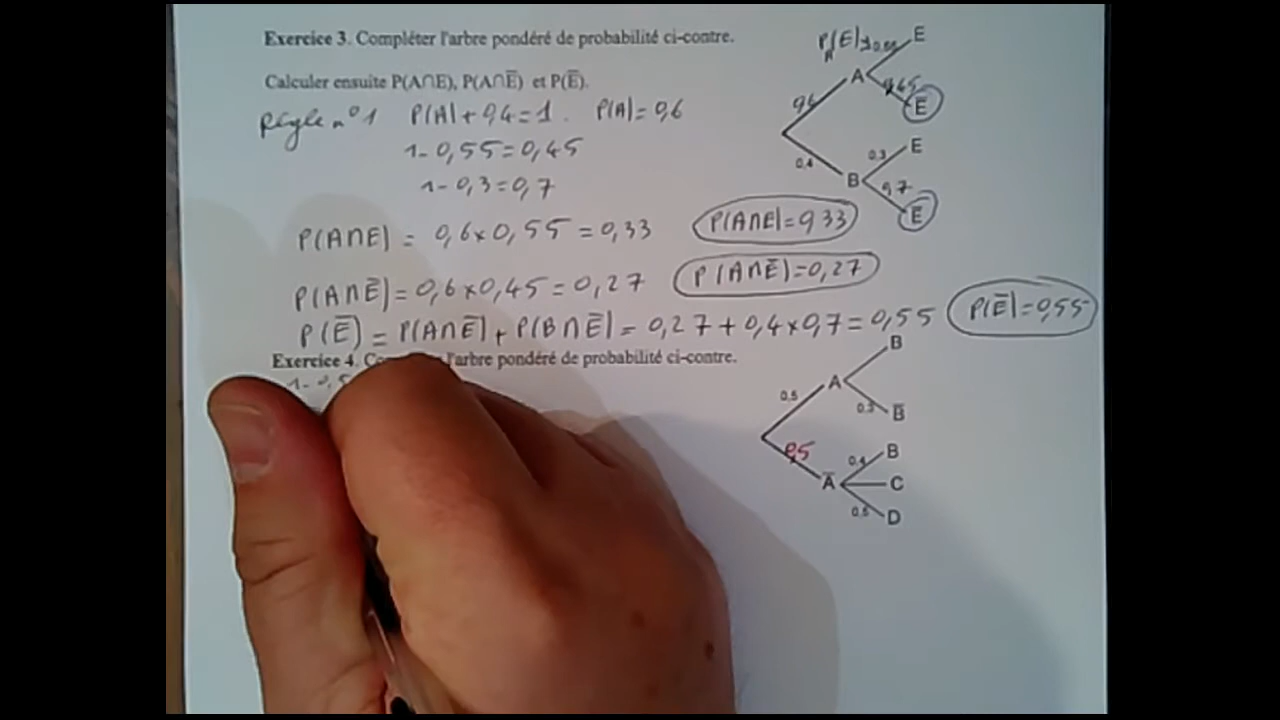 Exercice 3. Compléter l'arbre pondéré de probabilité ci-contre.
Calculer ensuite P(A∩E), P(A∩E̅) et P(E̅).
Règle n°1 P(A)+0,4=1. P(A)=0,6
1-0,55=0,45
1-0,3=0,7
P(A∩E) = 0,6×0,55 = 0,33 P(A∩E)=0,33
P(A∩E̅)=0,6×0,45=0,27 P(A∩E̅)=0,27
P(E̅) = P(A∩E̅)+P(B∩E̅)=0,27+0,4×0,7=0,55 P(E̅)=0,55
E
A
0,6
0,45
E̅
0,4
0,3
E
B
0,7
E̅
Exercice 4. l'arbre pondéré de probabilité ci-contre.
1-0,5
B
0,5
A
0,3
B̅
0,5
A̅
0,4
B
C
0,5
D